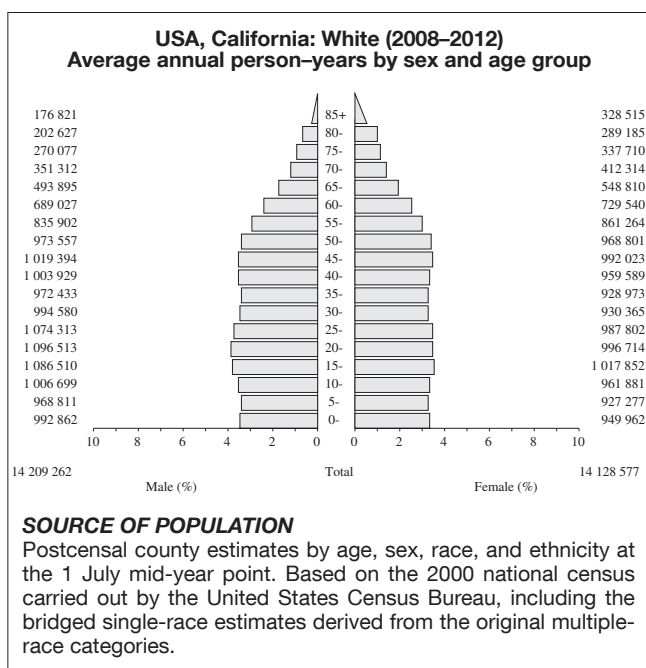 USA, California: White (2008–2012)
Average annual person–years by sex and age group
176 821 85+ 328 515
202 627 80- 289 185
270 077 75- 337 710
351 312 70- 412 314
493 895 65- 548 810
689 027 60- 729 540
835 902 55- 861 264
973 557 50- 968 801
1 019 394 45- 992 023
1 003 929 40- 959 589
972 433 35- 928 973
994 580 30- 930 365
1 074 313 25- 987 802
1 096 513 20- 996 714
1 086 510 15- 1 017 852
1 006 699 10- 961 881
968 811 5- 927 277
992 862 0- 949 962
10 8 6 4 2 0 0 2 4 6 8 10
14 209 262 Total 14 128 577
Male (%) Female (%)
SOURCE OF POPULATION
Postcensal county estimates by age, sex, race, and ethnicity at
the 1 July mid-year point. Based on the 2000 national census
carried out by the United States Census Bureau, including the
bridged single-race estimates derived from the original multiple-
race categories.